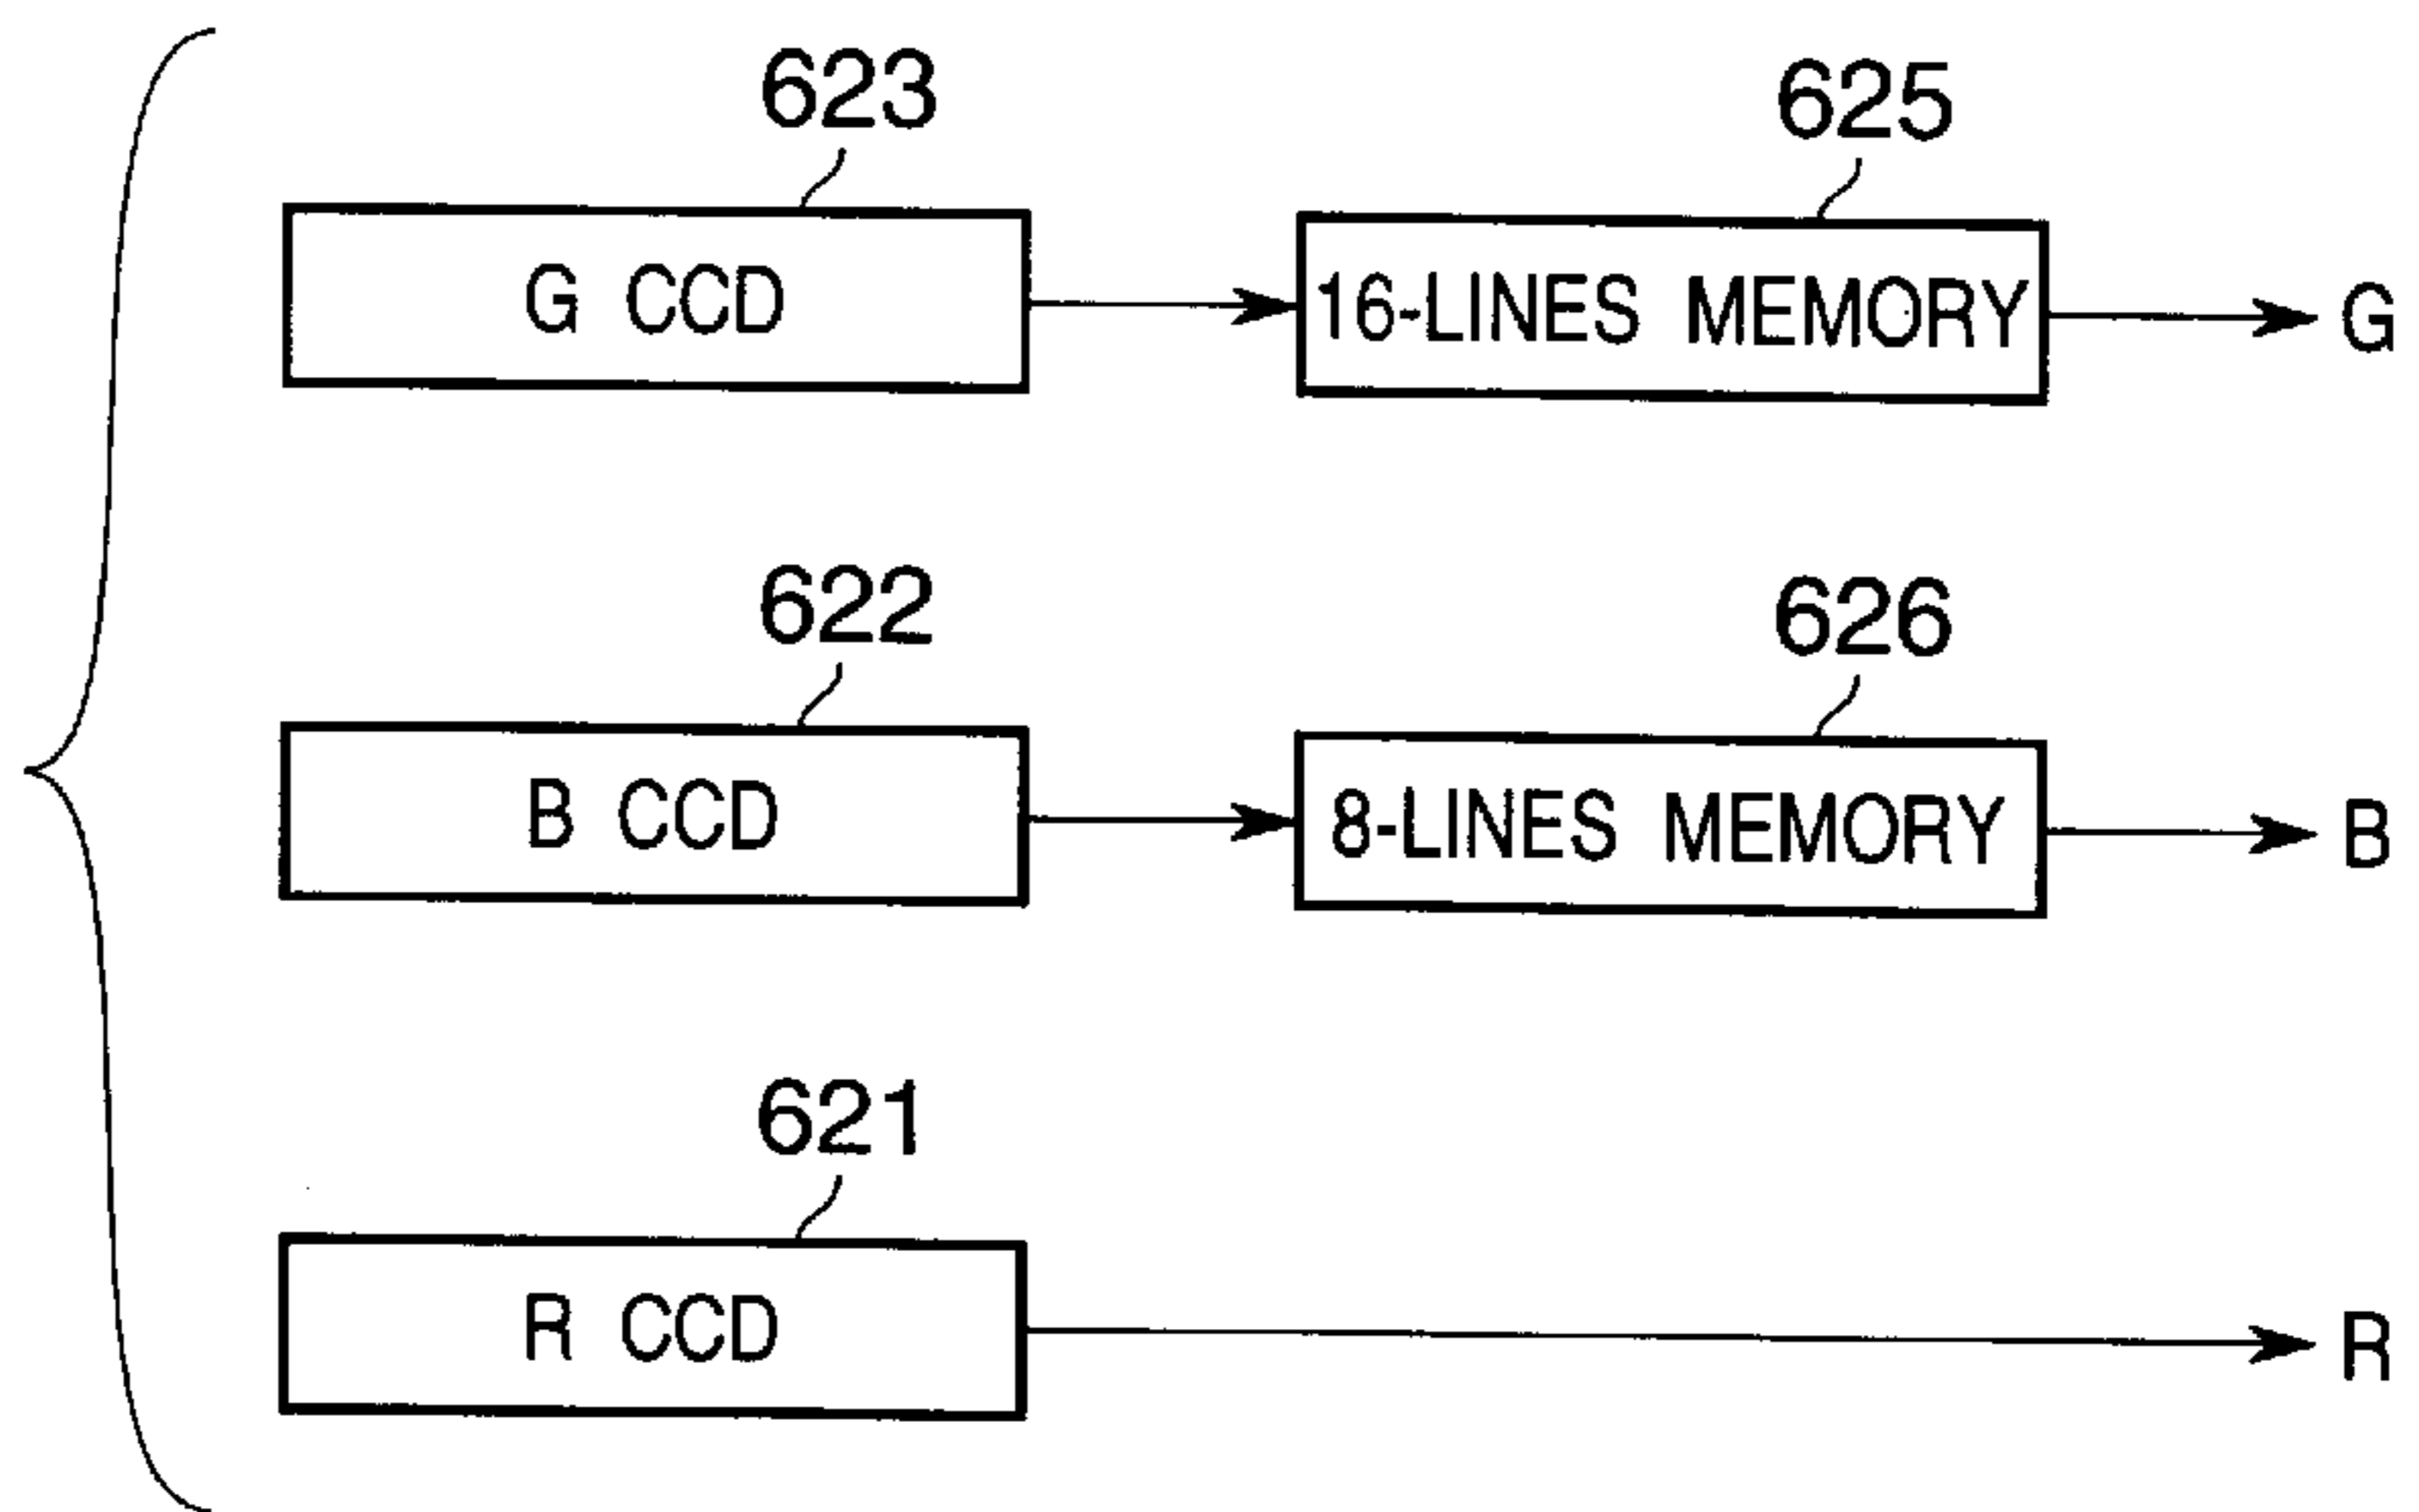 623
625
G CCD
16-LINES MEMORY
G
622
626
B CCD
8-LINES MEMORY
B
621
R CCD
R